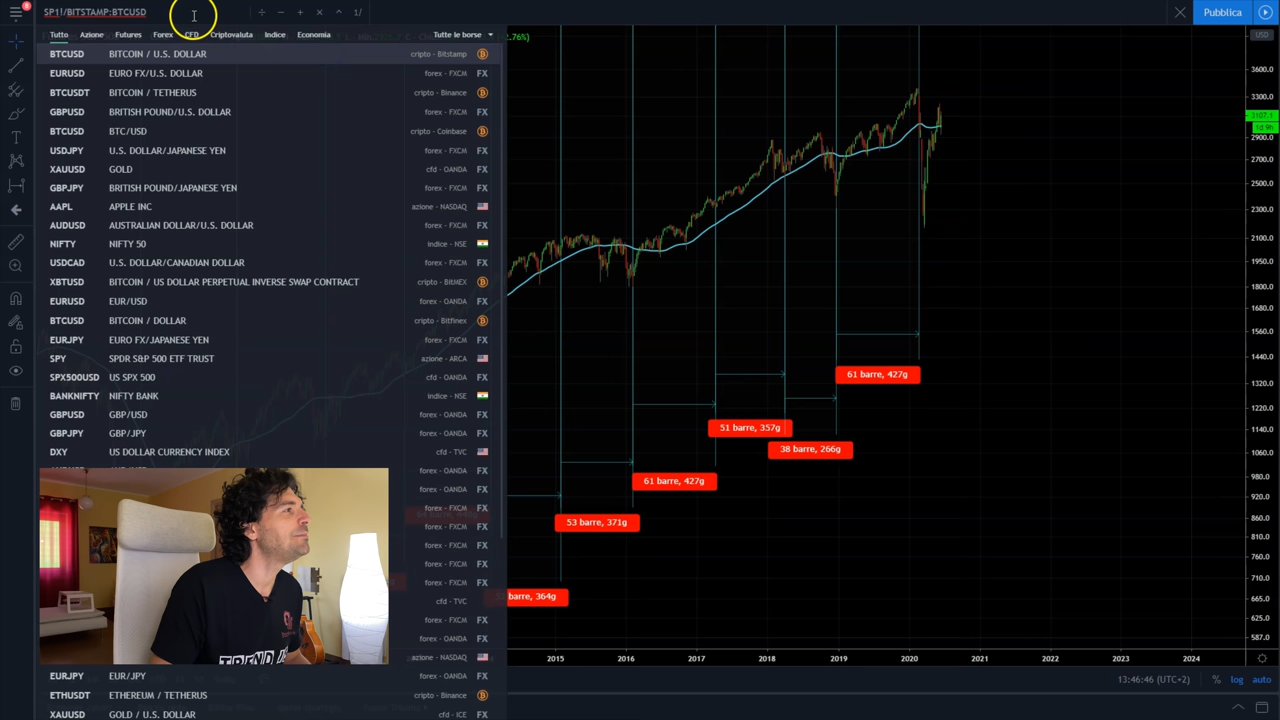 8
SP1!/BITSTAMP:BTCUSD
1/
Pubblica
Tutto Azione Futures Forex CFD Criptovaluta Indice Economia Tutte le borse
2.76%)
USD
BTCUSD BITCOIN / U.S. DOLLAR cripto - Bitstamp
EURUSD EURO FX/U.S. DOLLAR forex - FXCM FX
BTCUSDT BITCOIN / TETHERUS cripto - Binance
GBPUSD BRITISH POUND/U.S. DOLLAR forex - FXCM FX
BTCUSD BTC/USD cripto - Coinbase
USDJPY U.S. DOLLAR/JAPANESE YEN forex - FXCM FX
XAUUSD GOLD cfd - OANDA FX
GBPJPY BRITISH POUND/JAPANESE YEN forex - FXCM FX
AAPL APPLE INC azione - NASDAQ
AUDUSD AUSTRALIAN DOLLAR/U.S. DOLLAR forex - FXCM FX
NIFTY NIFTY 50 indice - NSE
USDCAD U.S. DOLLAR/CANADIAN DOLLAR forex - FXCM FX
XBTUSD BITCOIN / US DOLLAR PERPETUAL INVERSE SWAP CONTRACT cripto - BitMEX
EURUSD EUR/USD forex - OANDA FX
BTCUSD BITCOIN / DOLLAR cripto - Bitfinex
EURJPY EURO FX/JAPANESE YEN forex - FXCM FX
SPY SPDR S&P 500 ETF TRUST azione - ARCA
SPX500USD US SPX 500 cfd - OANDA FX
BANKNIFTY NIFTY BANK indice - NSE
GBPUSD GBP/USD forex - OANDA FX
GBPJPY GBP/JPY forex - OANDA FX
DXY US DOLLAR CURRENCY INDEX cfd - TVC
forex - OANDA FX
forex - OANDA FX
forex - FXCM FX
forex - FXCM FX
forex - OANDA FX
forex - FXCM FX
forex - FXCM FX
cfd - TVC
forex - FXCM FX
forex - OANDA FX
azione - NASDAQ
EURJPY EUR/JPY forex - OANDA FX
ETHUSDT ETHEREUM / TETHERUS cripto - Binance
XAUUSD GOLD / U.S. DOLLAR cfd - ICE FX
TREND
364g
53 barre, 371g
61 barre, 427g
51 barre, 357g
38 barre, 266g
61 barre, 427g
3600.0
3300.0
3107.1
1d 9h
2900.0
2700.0
2500.0
2300.0
2100.0
1950.0
1800.0
1680.0
1560.0
1440.0
1320.0
1220.0
1140.0
1060.0
980.0
920.0
860.0
807.0
757.0
710.0
665.0
625.0
587.0
2015 2016 2017 2018 2019 2020 2021 2022 2023 2024
13:46:46 (UTC+2) % log auto